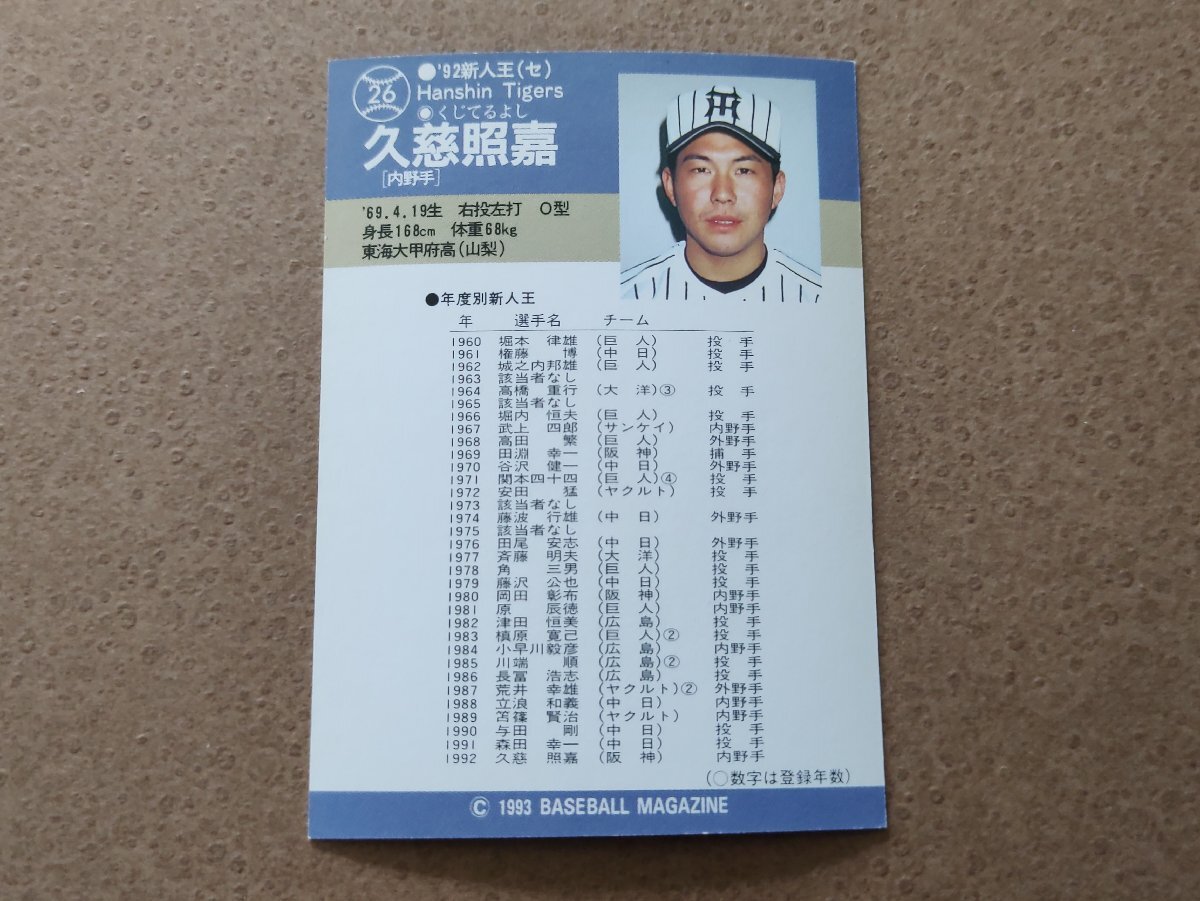 26
●'92新人王(セ)
Hanshin Tigers
●くじてるよし
久慈照嘉
[内野手]
'69.4.19生 右投左打 O型
身長168cm 体重68kg
東海大甲府高(山梨)
●年度別新人王
年 選手名 チーム
1960 堀本 律雄 (巨 人) 投 手
1961 権藤 博 (中 日) 投 手
1962 城之内邦雄 (巨 人) 投 手
1963 該当者なし
1964 高橋 重行 (大 洋)③ 投 手
1965 該当者なし
1966 堀内 恒夫 (巨 人) 投 手
1967 武上 四郎 (サンケイ) 内野手
1968 高田 繁 (巨 人) 外野手
1969 田淵 幸一 (阪 神) 捕 手
1970 谷沢 健一 (中 日) 外野手
1971 関本四十四 (巨 人)④ 投 手
1972 安田 猛 (ヤクルト) 投 手
1973 該当者なし
1974 藤波 行雄 (中 日) 外野手
1975 該当者なし
1976 田尾 安志 (中 日) 外野手
1977 斉藤 明夫 (大 洋) 投 手
1978 角 三男 (巨 人) 投 手
1979 藤沢 公也 (中 日) 投 手
1980 岡田 彰布 (阪 神) 内野手
1981 原 辰徳 (巨 人) 内野手
1982 津田 恒美 (広 島) 投 手
1983 槙原 寛己 (巨 人)② 投 手
1984 小早川毅彦 (広 島) 内野手
1985 川端 順 (広 島)② 投 手
1986 長冨 浩志 (広 島) 投 手
1987 荒井 幸雄 (ヤクルト)② 外野手
1988 立浪 和義 (中 日) 内野手
1989 笘篠 賢治 (ヤクルト) 内野手
1990 与田 剛 (中 日) 投 手
1991 森田 幸一 (中 日) 投 手
1992 久慈 照嘉 (阪 神) 内野手
(○数字は登録年数)
© 1993 BASEBALL MAGAZINE